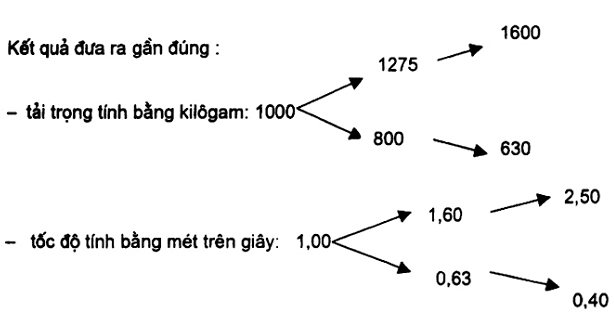 Kết quả đưa ra gần đúng :
1600
1275
– tải trọng tính bằng kilôgam: 1000
800
630
2,50
1,60
– tốc độ tính bằng mét trên giây: 1,00
0,63
0,40